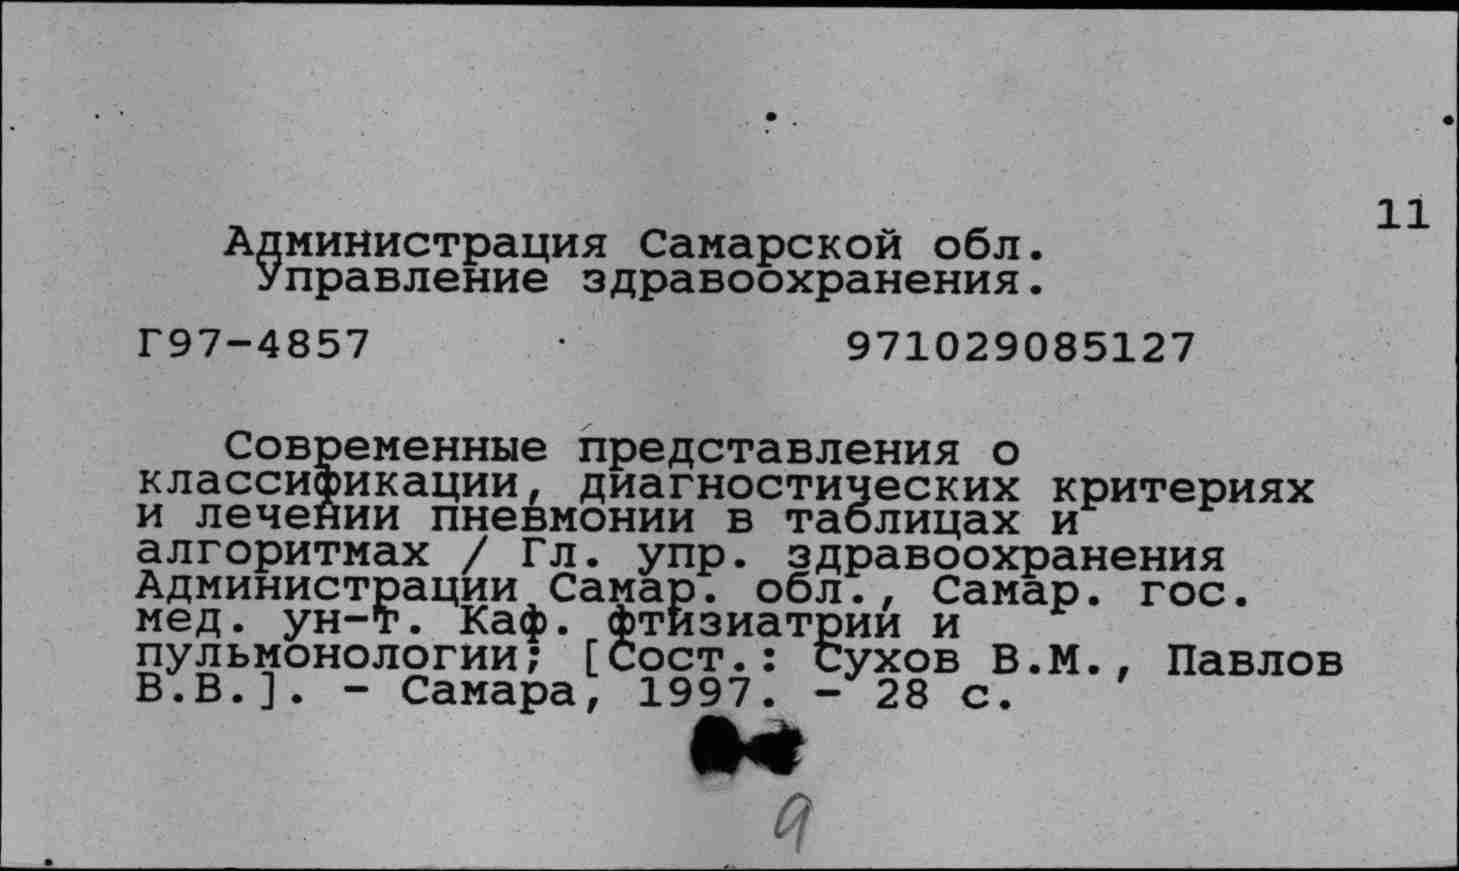 11
Администрация Самарской обл.
Управление здравоохранения.
Г97-4857 971029085127
Современные представления о
классификации, диагностических критериях
и лечении пневмонии в таблицах и
алгоритмах / Гл. упр. здравоохранения
Администрации Самар. обл., Самар. гос.
мед. ун-т. Каф. фтизиатрии и
пульмонологии; [Сост.: Сухов В.М., Павлов
В.В.]. - Самара, 1997. - 28 с.